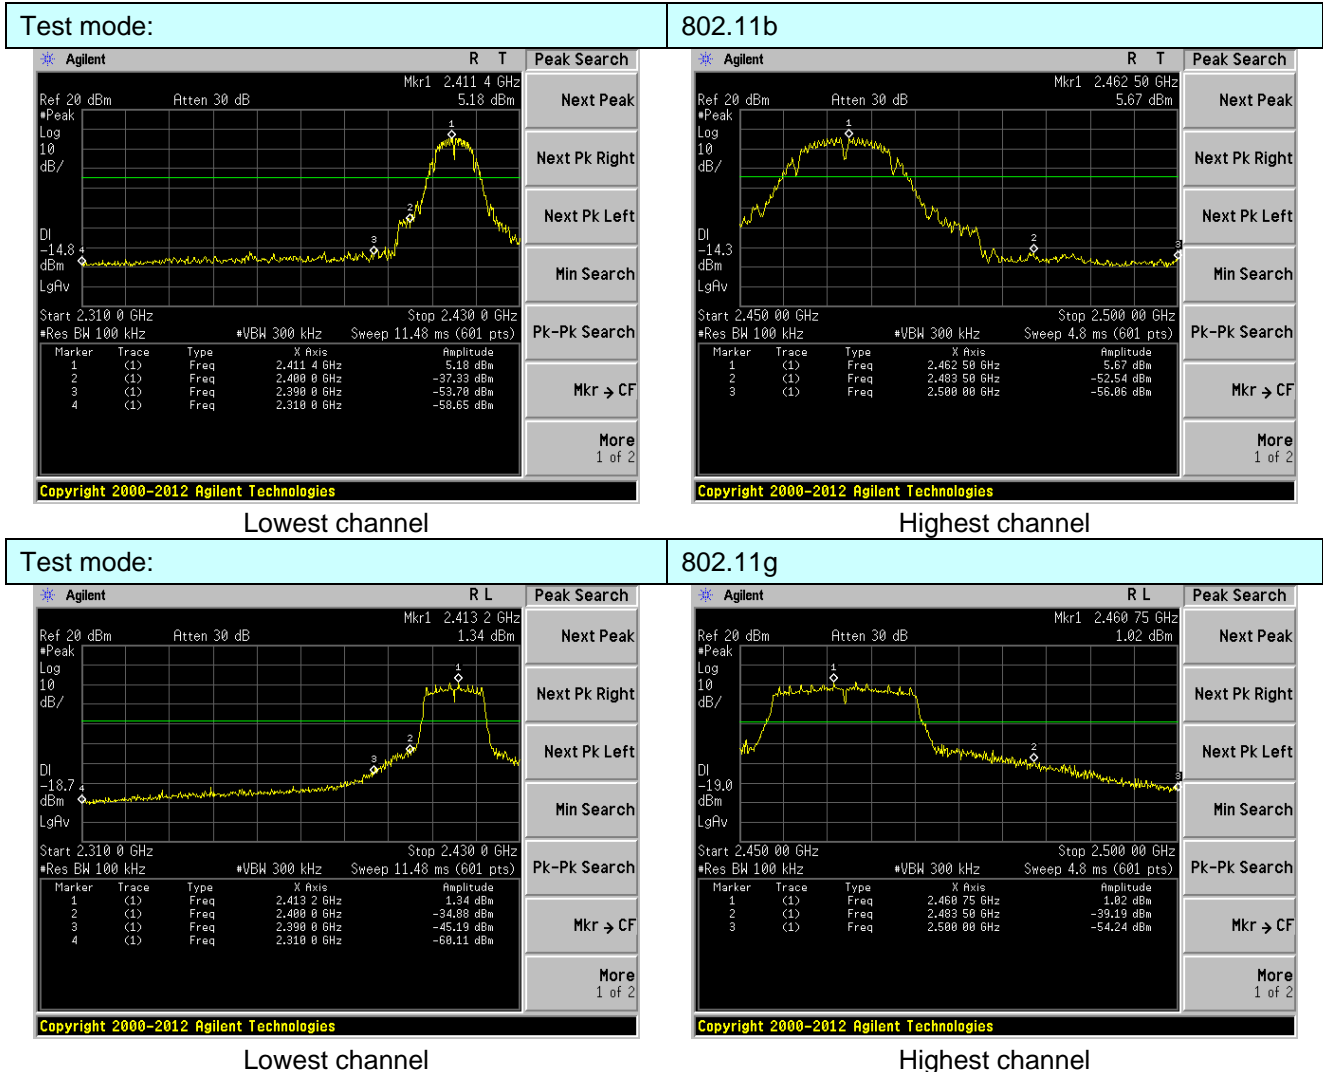 Test mode: 802.11b
Agilent R T Peak Search
Mkr1 2.411 4 GHz
Ref 20 dBm Atten 30 dB 5.18 dBm
#Peak
Log
10
dB/
1
2
3
4
DI
-14.8
dBm
LgAv
Start 2.310 0 GHz Stop 2.430 0 GHz
#Res BW 100 kHz #VBW 300 kHz Sweep 11.48 ms (601 pts)
Marker Trace Type X Axis Amplitude
1 (1) Freq 2.411 4 GHz 5.18 dBm
2 (1) Freq 2.400 0 GHz -37.33 dBm
3 (1) Freq 2.390 0 GHz -53.70 dBm
4 (1) Freq 2.310 0 GHz -58.65 dBm
Next Peak
Next Pk Right
Next Pk Left
Min Search
Pk-Pk Search
Mkr → CF
More
1 of 2
Copyright 2000-2012 Agilent Technologies
Lowest channel
Agilent R T Peak Search
Mkr1 2.462 50 GHz
Ref 20 dBm Atten 30 dB 5.67 dBm
#Peak
Log
10
dB/
1
2
3
DI
-14.3
dBm
LgAv
Start 2.450 00 GHz Stop 2.500 00 GHz
#Res BW 100 kHz #VBW 300 kHz Sweep 4.8 ms (601 pts)
Marker Trace Type X Axis Amplitude
1 (1) Freq 2.462 50 GHz 5.67 dBm
2 (1) Freq 2.483 50 GHz -52.54 dBm
3 (1) Freq 2.500 00 GHz -56.06 dBm
Next Peak
Next Pk Right
Next Pk Left
Min Search
Pk-Pk Search
Mkr → CF
More
1 of 2
Copyright 2000-2012 Agilent Technologies
Highest channel
Test mode: 802.11g
Agilent R L Peak Search
Mkr1 2.413 2 GHz
Ref 20 dBm Atten 30 dB 1.34 dBm
#Peak
Log
10
dB/
1
2
3
4
DI
-18.7
dBm
LgAv
Start 2.310 0 GHz Stop 2.430 0 GHz
#Res BW 100 kHz #VBW 300 kHz Sweep 11.48 ms (601 pts)
Marker Trace Type X Axis Amplitude
1 (1) Freq 2.413 2 GHz 1.34 dBm
2 (1) Freq 2.400 0 GHz -34.88 dBm
3 (1) Freq 2.390 0 GHz -45.19 dBm
4 (1) Freq 2.310 0 GHz -60.11 dBm
Next Peak
Next Pk Right
Next Pk Left
Min Search
Pk-Pk Search
Mkr → CF
More
1 of 2
Copyright 2000-2012 Agilent Technologies
Lowest channel
Agilent R L Peak Search
Mkr1 2.460 75 GHz
Ref 20 dBm Atten 30 dB 1.02 dBm
#Peak
Log
10
dB/
1
2
3
DI
-19.0
dBm
LgAv
Start 2.450 00 GHz Stop 2.500 00 GHz
#Res BW 100 kHz #VBW 300 kHz Sweep 4.8 ms (601 pts)
Marker Trace Type X Axis Amplitude
1 (1) Freq 2.460 75 GHz 1.02 dBm
2 (1) Freq 2.483 50 GHz -39.19 dBm
3 (1) Freq 2.500 00 GHz -54.24 dBm
Next Peak
Next Pk Right
Next Pk Left
Min Search
Pk-Pk Search
Mkr → CF
More
1 of 2
Copyright 2000-2012 Agilent Technologies
Highest channel